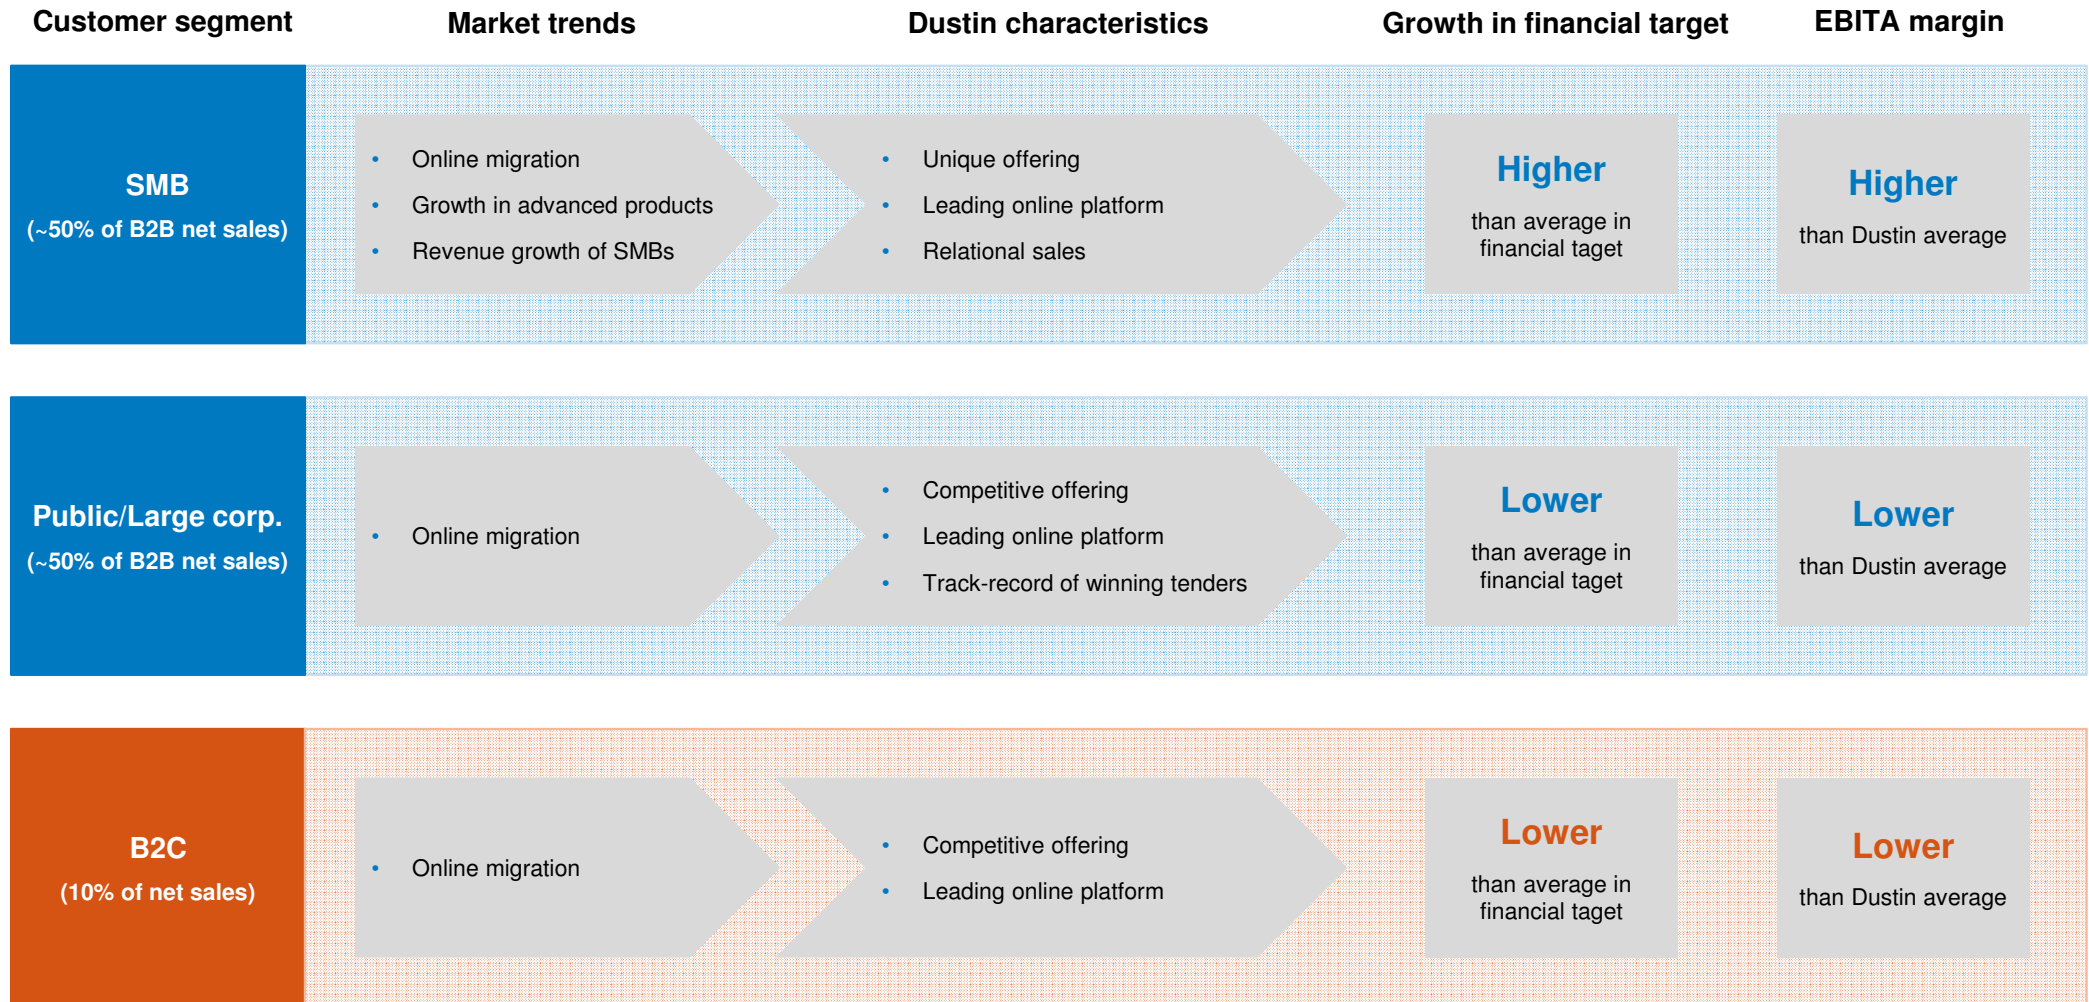 Customer segment
Market trends
Dustin characteristics
Growth in financial target
EBITA margin
SMB
(~50% of B2B net sales)
• Online migration
• Growth in advanced products
• Revenue growth of SMBs
• Unique offering
• Leading online platform
• Relational sales
Higher
than average in
financial taget
Higher
than Dustin average
Public/Large corp.
(~50% of B2B net sales)
• Online migration
• Competitive offering
• Leading online platform
• Track-record of winning tenders
Lower
than average in
financial taget
Lower
than Dustin average
B2C
(10% of net sales)
• Online migration
• Competitive offering
• Leading online platform
Lower
than average in
financial taget
Lower
than Dustin average